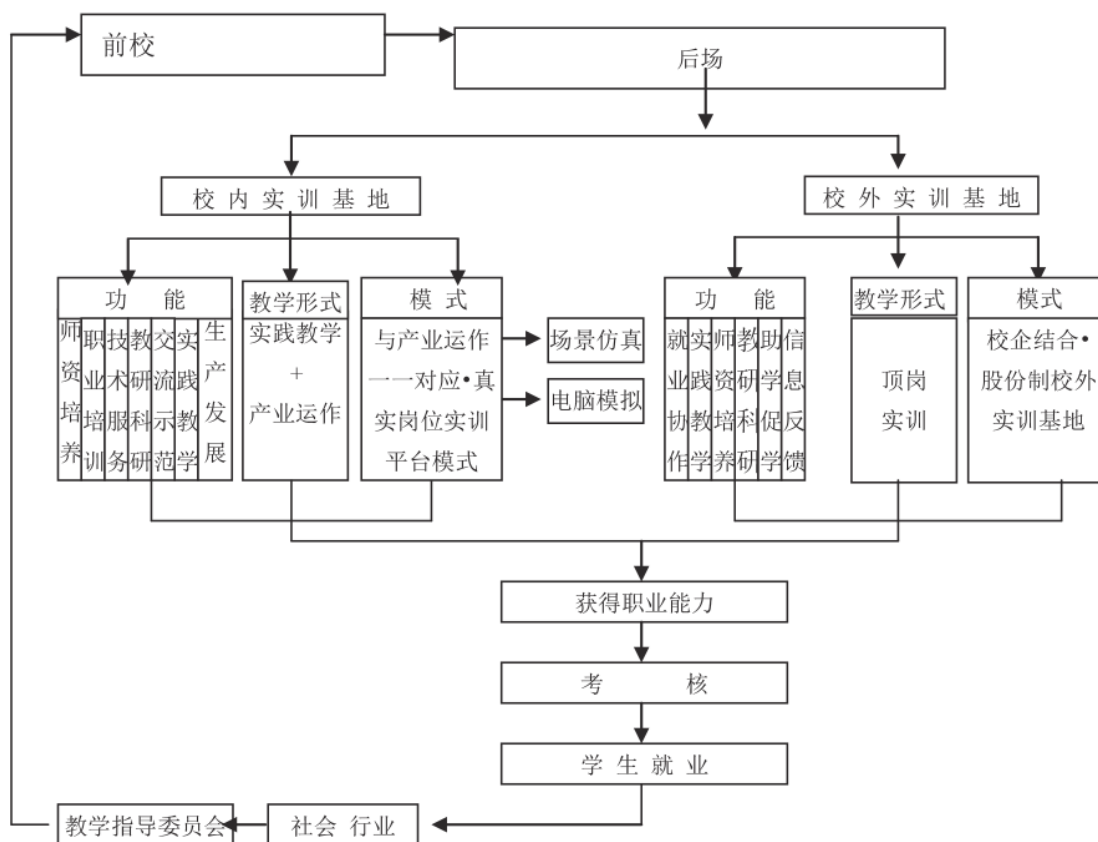 前校
后场
校内实训基地
校外实训基地
功 能
教学形式
模 式
师资培养
职业培训
技术服务
教研科研
交流示范
实践教学
生产发展
实践教学
+
产业运作
与产业运作
一一对应•真
实岗位实训
平台模式
场景仿真
电脑模拟
功 能
教学形式
模式
就业协作
实践教学
师资培养
教研科研
助学促学
信息反馈
顶岗
实训
校企结合•
股份制校外
实训基地
获得职业能力
考 核
学生就业
教学指导委员会
社会 行业